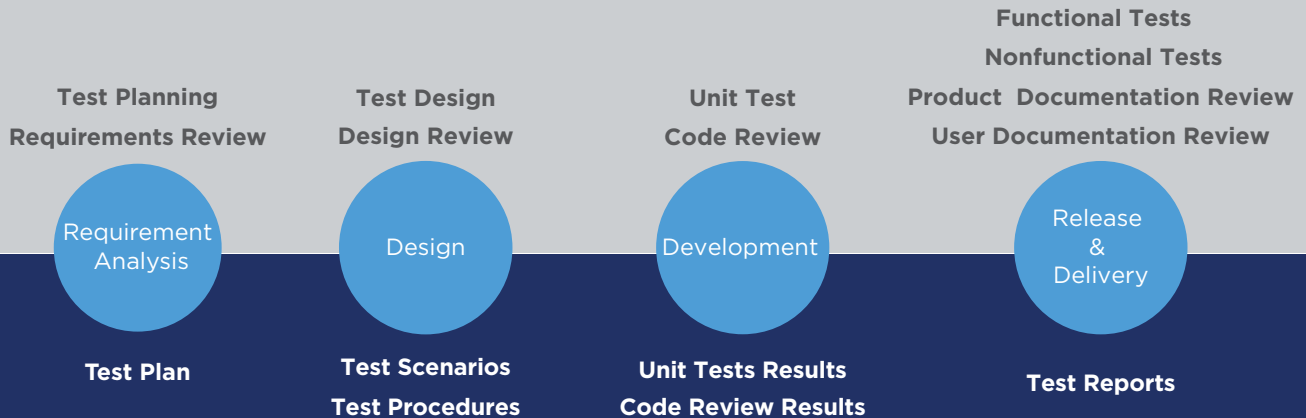 Functional Tests
Nonfunctional Tests
Test Planning
Test Design
Unit Test
Product Documentation Review
Requirements Review
Design Review
Code Review
User Documentation Review
Requirement
Analysis
Design
Development
Release
&
Delivery
Test Plan
Test Scenarios
Test Procedures
Unit Tests Results
Code Review Results
Test Reports